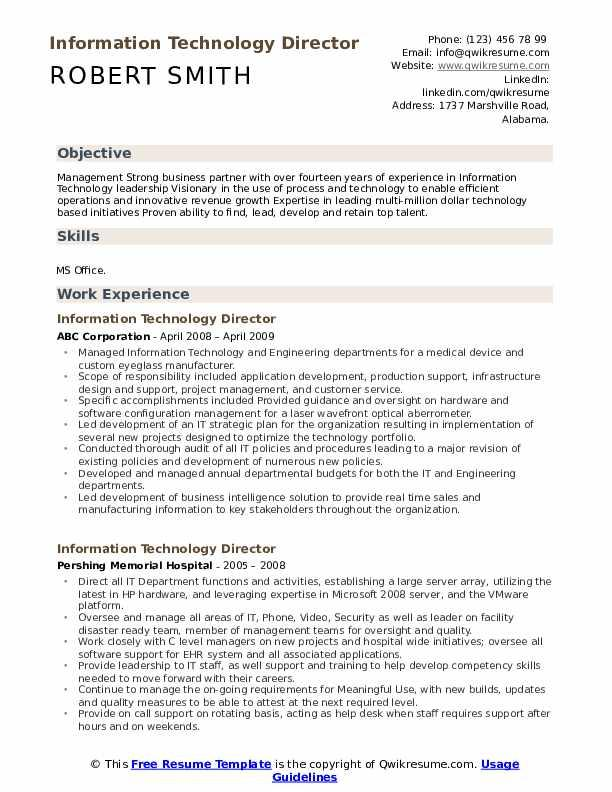 Information Technology Director
ROBERT SMITH
Phone: (123) 456 78 99
Email: info@qwikresume.com
Website: www.qwikresume.com
LinkedIn:
linkedin.com/qwikresume
Address: 1737 Marshville Road,
Alabama.
Objective
Management Strong business partner with over fourteen years of experience in Information
Technology leadership Visionary in the use of process and technology to enable efficient
operations and innovative revenue growth Expertise in leading multi-million dollar technology
based initiatives Proven ability to find, lead, develop and retain top talent.
Skills
MS Office.
Work Experience
Information Technology Director
ABC Corporation - April 2008 – April 2009
• Managed Information Technology and Engineering departments for a medical device and
custom eyeglass manufacturer.
• Scope of responsibility included application development, production support, infrastructure
design and support, project management, and customer service.
• Specific accomplishments included Provided guidance and oversight on hardware and
software configuration management for a laser wavefront optical aberrometer.
• Led development of an IT strategic plan for the organization resulting in implementation of
several new projects designed to optimize the technology portfolio.
• Conducted thorough audit of all IT policies and procedures leading to a major revision of
existing policies and development of numerous new policies.
• Developed and managed annual departmental budgets for both the IT and Engineering
departments.
• Led development of business intelligence solution to provide real time sales and
manufacturing information to key stakeholders throughout the organization.
Information Technology Director
Pershing Memorial Hospital - 2005 – 2008
• Direct all IT Department functions and activities, establishing a large server array, utilizing the
latest in HP hardware, and leveraging expertise in Microsoft 2008 server, and the VMware
platform.
• Oversee and manage all areas of IT, Phone, Video, Security as well as leader on facility
disaster ready team, member of management teams for oversight and quality.
• Work closely with C level managers on new projects and hospital wide initiatives; oversee all
software support for EHR system and all associated applications.
• Provide leadership to IT staff, as well support and training to help develop competency skills
needed to move forward with their careers.
• Continue to manage the on-going requirements for Meaningful Use, with new builds, updates
and quality measures to be able to attest at the next required level.
• Provide on call support on rotating basis, acting as help desk when staff requires support after
hours and on weekends.
© This Free Resume Template is the copyright of Qwikresume.com. Usage
Guidelines